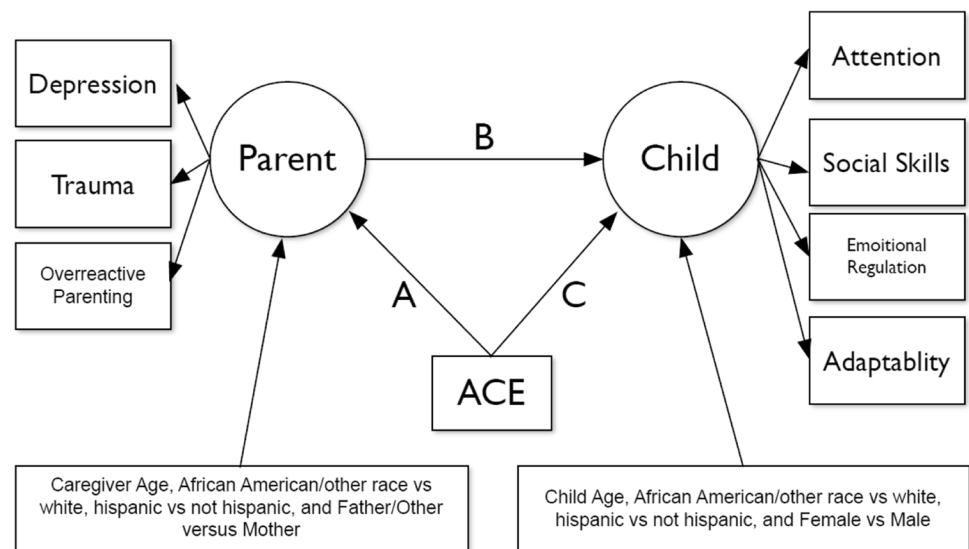 Depression
Trauma
Overreactive
Parenting
Parent
B
Child
Attention
Social Skills
Emoitional
Regulation
Adaptablity
A
C
ACE
Caregiver Age, African American/other race vs
white, hispanic vs not hispanic, and Father/Other
versus Mother
Child Age, African American/other race vs white,
hispanic vs not hispanic, and Female vs Male